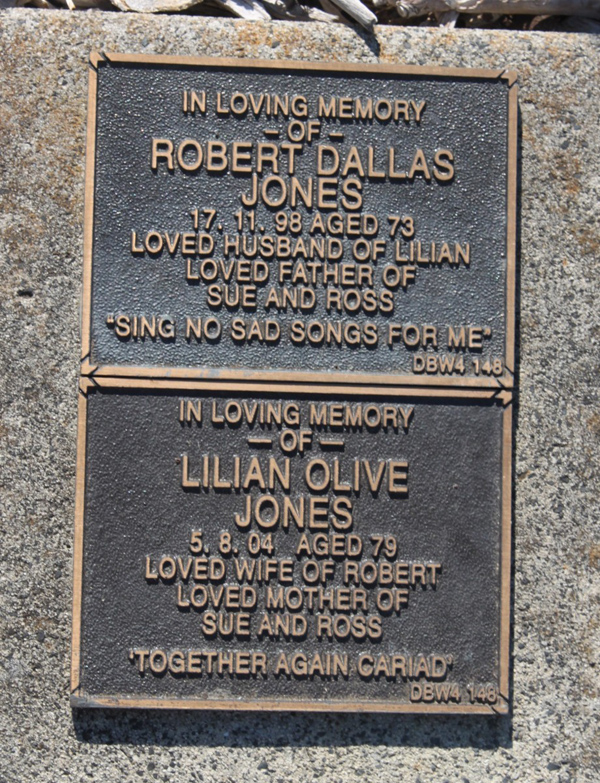 IN LOVING MEMORY
– OF –
ROBERT DALLAS
JONES
17. 11. 98 AGED 73
LOVED HUSBAND OF LILIAN
LOVED FATHER OF
SUE AND ROSS
"SING NO SAD SONGS FOR ME"
DBW4 148
IN LOVING MEMORY
— OF —
LILIAN OLIVE
JONES
5. 8. 04 AGED 79
LOVED WIFE OF ROBERT
LOVED MOTHER OF
SUE AND ROSS
'TOGETHER AGAIN CARIAD'
DBW4 148